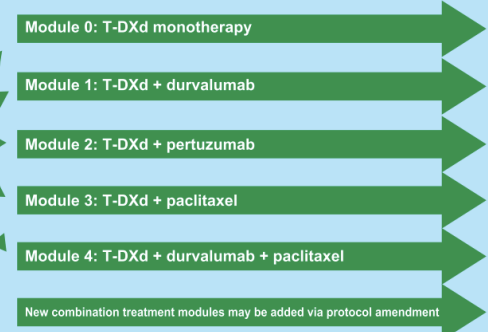 Module 0: T-DXd monotherapy
Module 1: T-DXd + durvalumab
Module 2: T-DXd + pertuzumab
Module 3: T-DXd + paclitaxel
Module 4: T-DXd + durvalumab + paclitaxel
New combination treatment modules may be added via protocol amendment